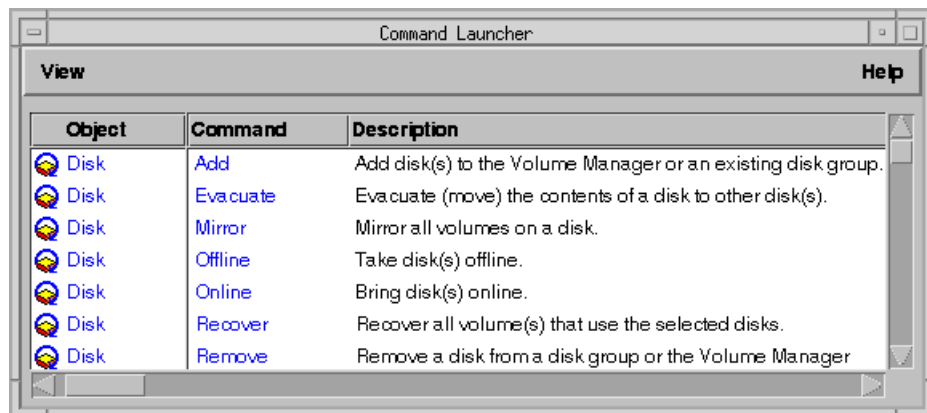 Command Launcher
View Help
Object Command Description
Disk Add Add disk(s) to the Volume Manager or an existing disk group.
Disk Evacuate Evacuate (move) the contents of a disk to other disk(s).
Disk Mirror Mirror all volumes on a disk.
Disk Offline Take disk(s) offline.
Disk Online Bring disk(s) online.
Disk Recover Recover all volume(s) that use the selected disks.
Disk Remove Remove a disk from a disk group or the Volume Manager